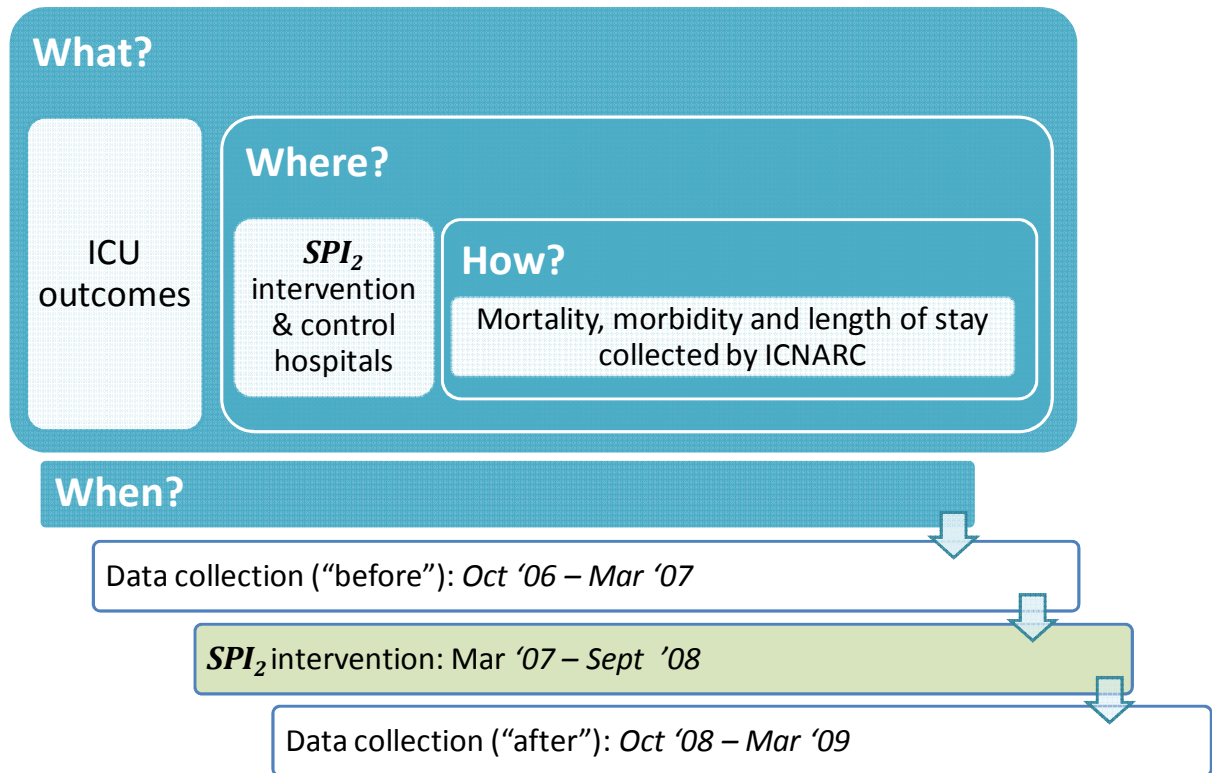 What?
ICU
outcomes
Where?
SPI₂
intervention
& control
hospitals
How?
Mortality, morbidity and length of stay
collected by ICNARC
When?
Data collection (“before”): Oct ‘06 – Mar ‘07
SPI₂ intervention: Mar ‘07 – Sept ’08
Data collection (“after”): Oct ‘08 – Mar ‘09